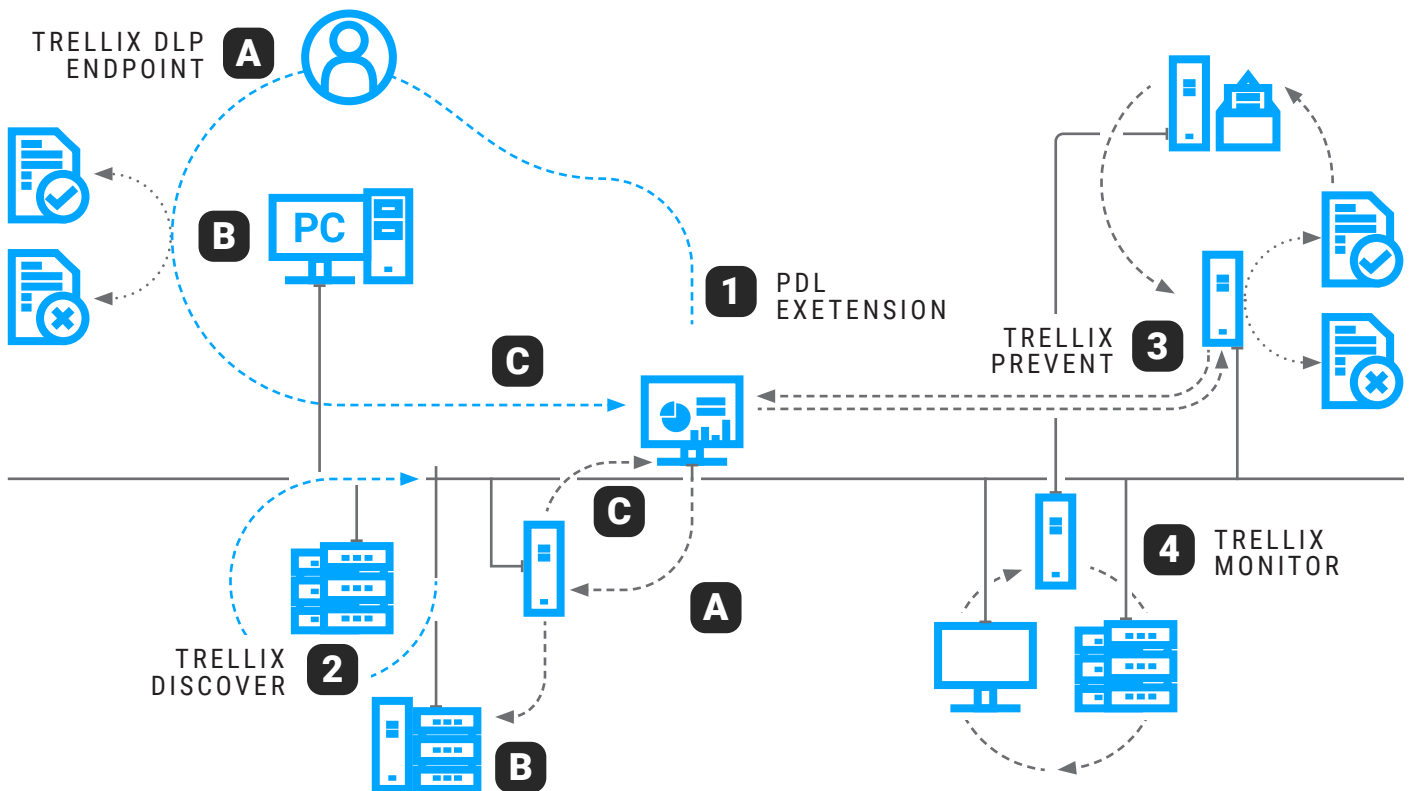 TRELLIX DLP
ENDPOINT
A
B
PC
C
1
PDL
EXETENSION
TRELLIX
PREVENT
3
C
A
TRELLIX
DISCOVER
2
B
4
TRELLIX
MONITOR